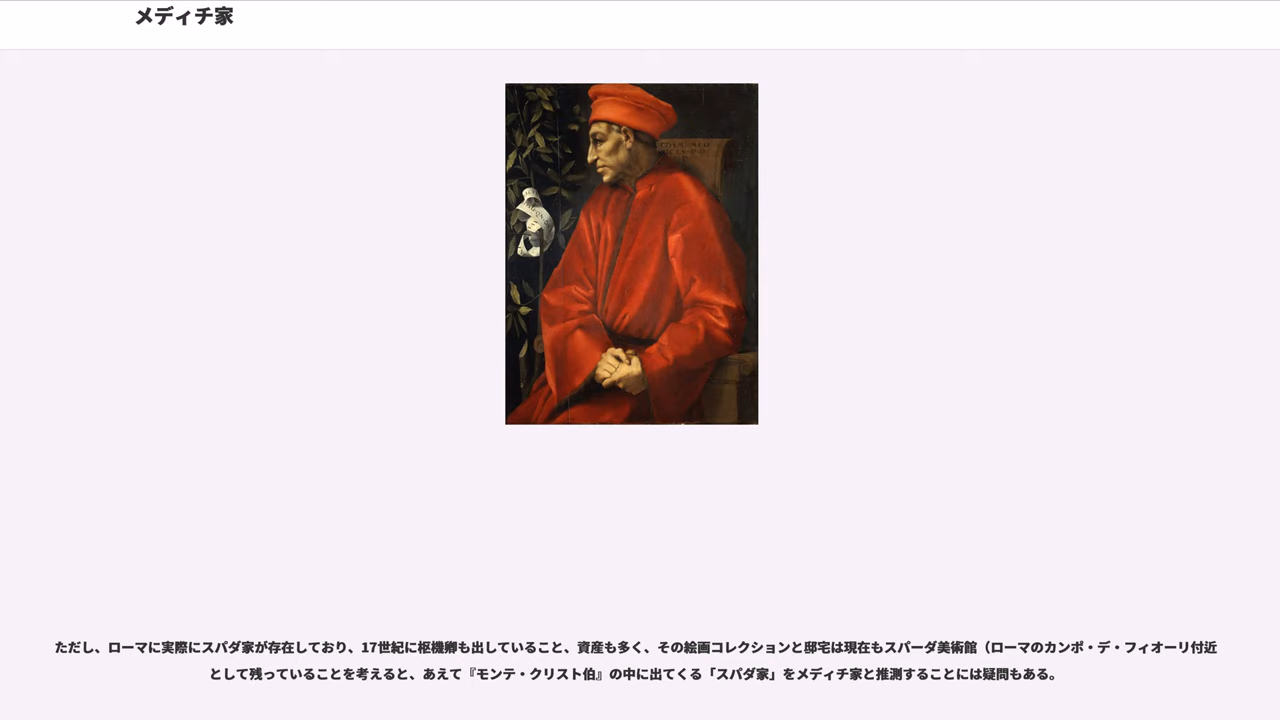 メディチ家
ただし、ローマに実際にスパダ家が存在しており、17世紀に枢機卿も出していること、資産も多く、その絵画コレクションと邸宅は現在もスパーダ美術館（ローマのカンポ・デ・フィオーリ付近
として残っていることを考えると、あえて『モンテ・クリスト伯』の中に出てくる「スパダ家」をメディチ家と推測することには疑問もある。